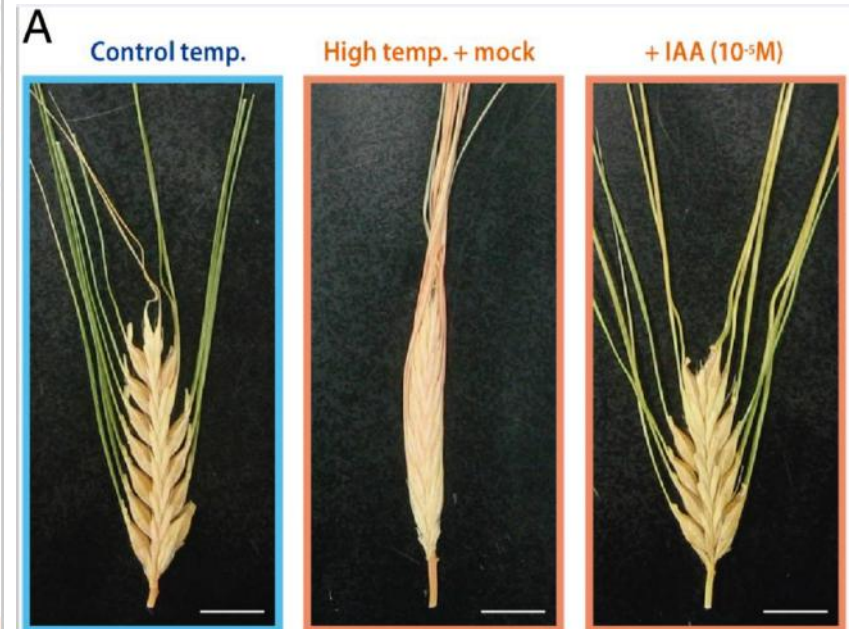 A
Control temp.
High temp. + mock
+ IAA (10-5M)